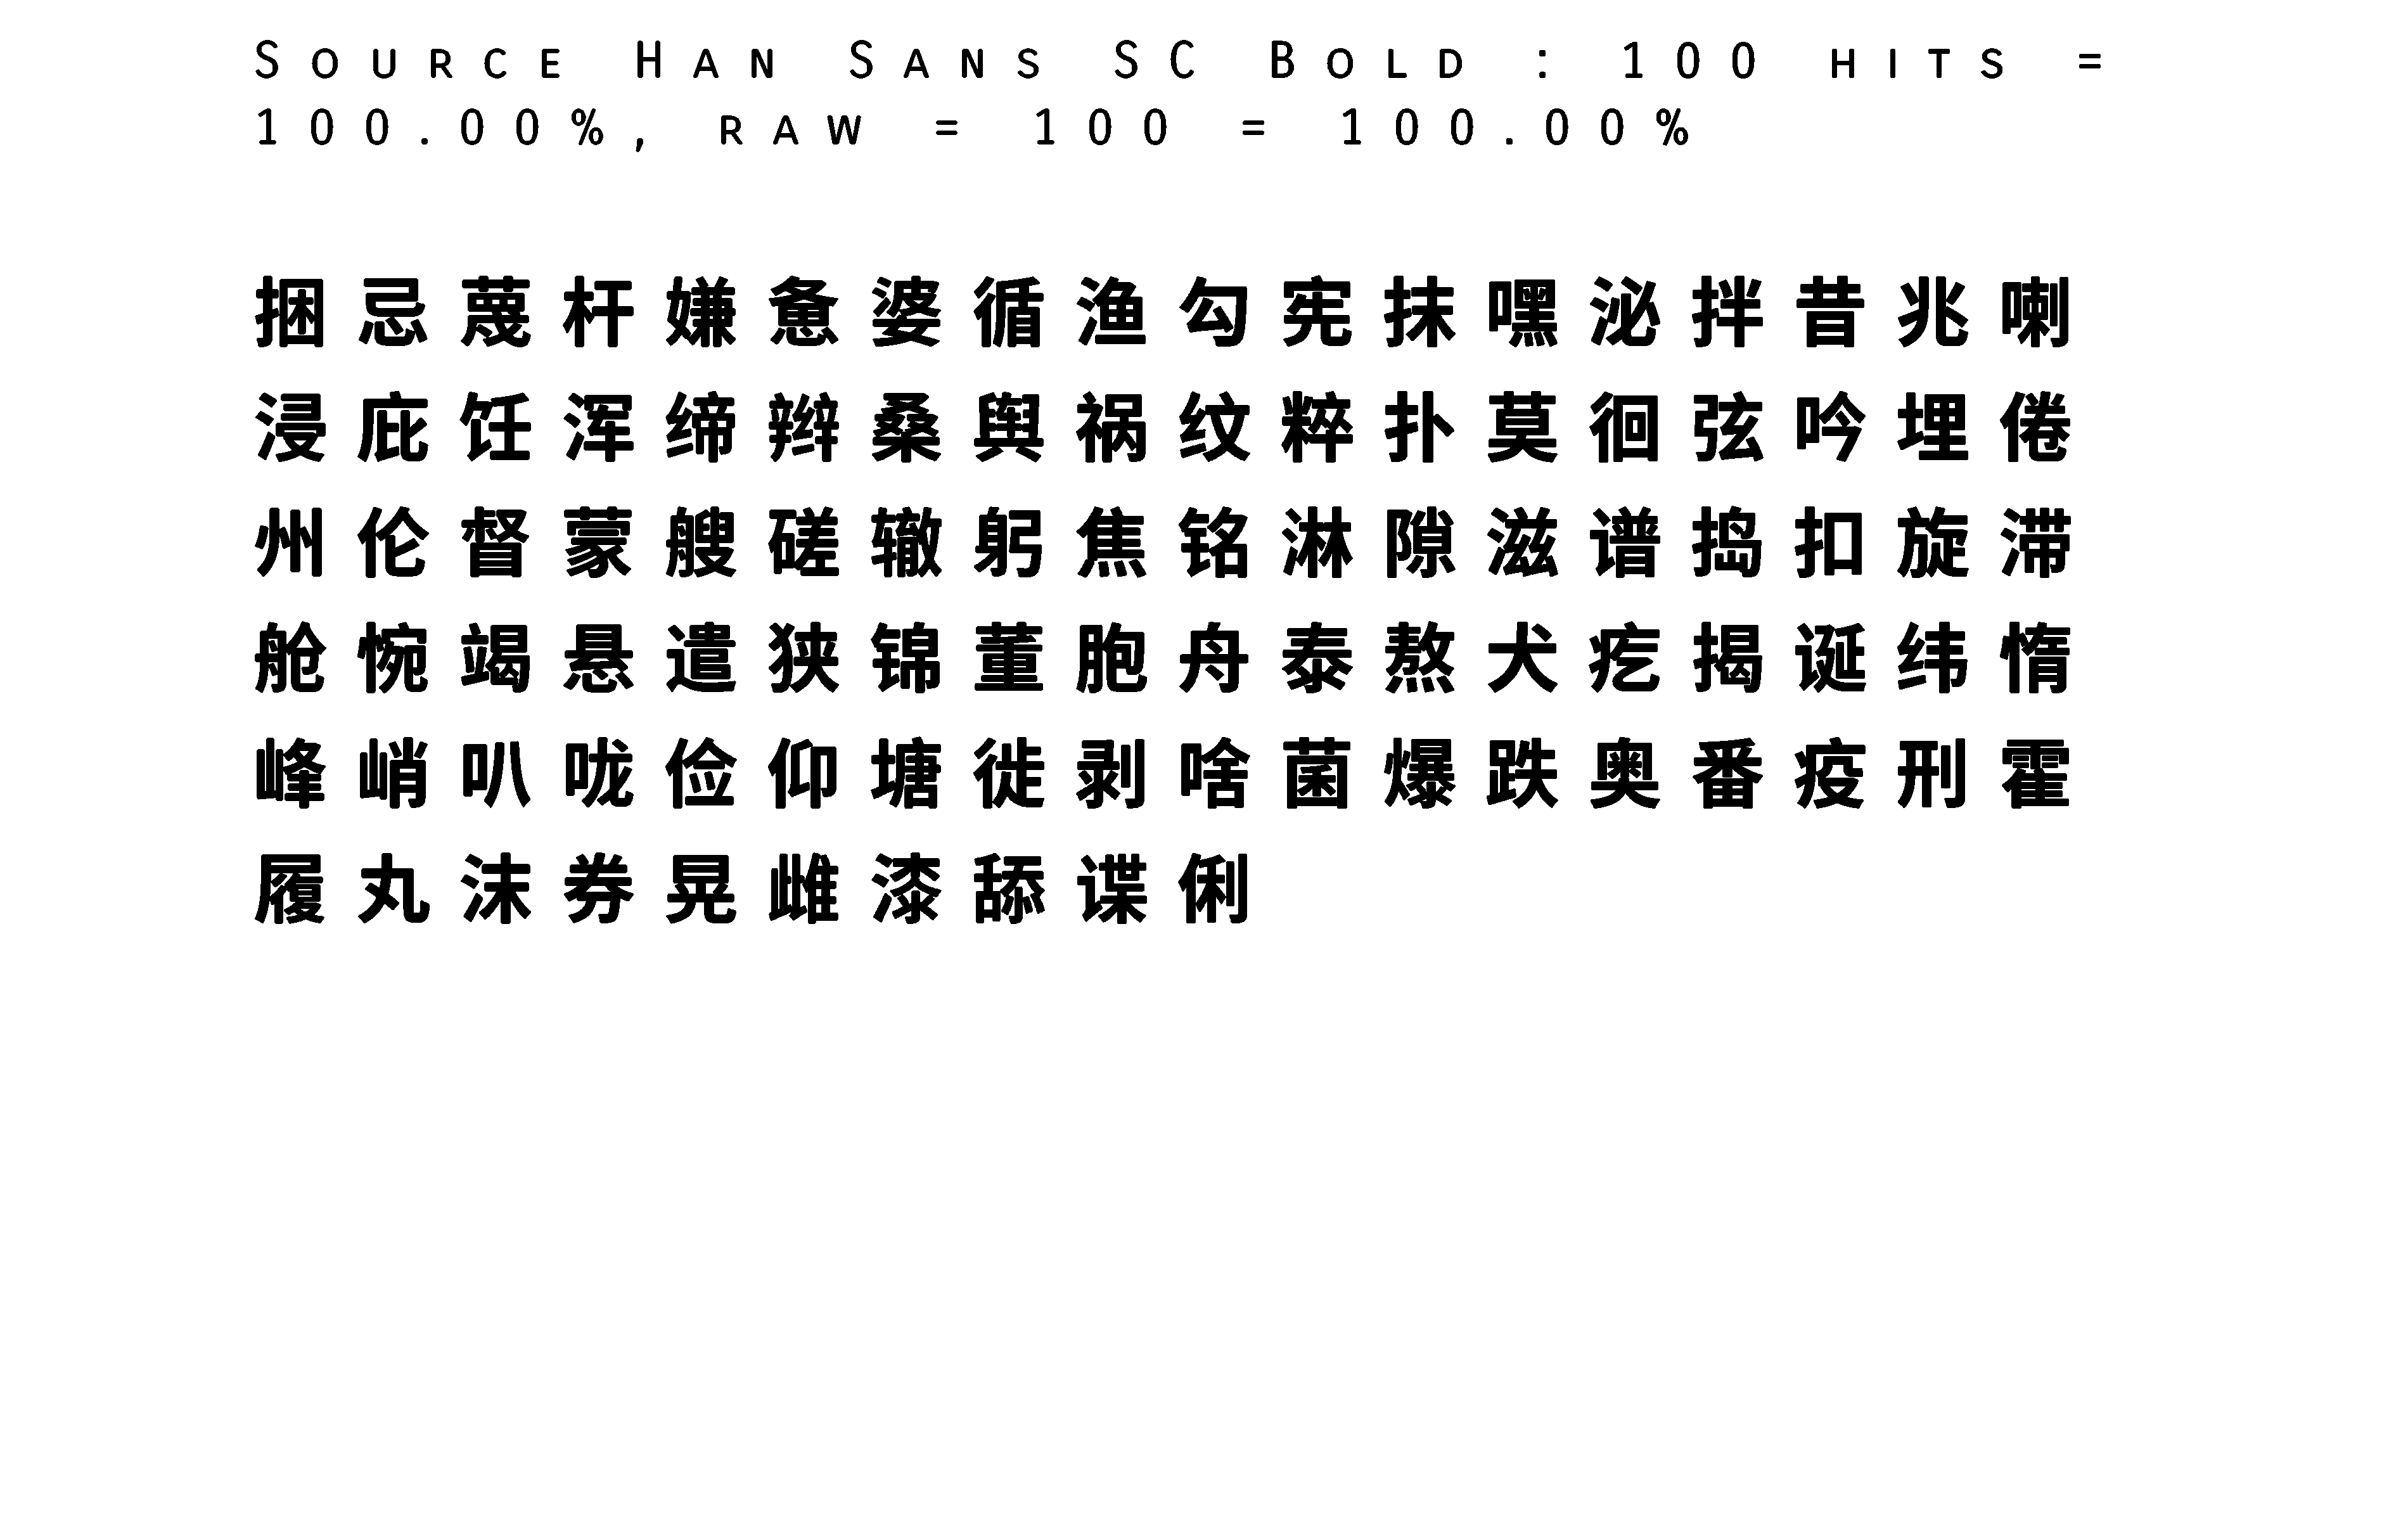 Source Han Sans SC Bold : 100 hits =
100.00%, raw = 100 = 100.00%
捆忌蔑杆嫌惫婆循渔勾宪抹嘿泌拌昔兆喇
浸庇饪浑缔辫桑舆祸纹粹扑莫徊弦吟埋倦
州伦督蒙艘磋辙躬焦铭淋隙滋谱捣扣旋滞
舱惋竭悬遣狭锦董胞舟泰熬犬疙揭诞纬惰
峰峭叭咙俭仰塘徙剥啥菌爆跌奥番疫刑霍
履丸沫券晃雌漆舔谍俐